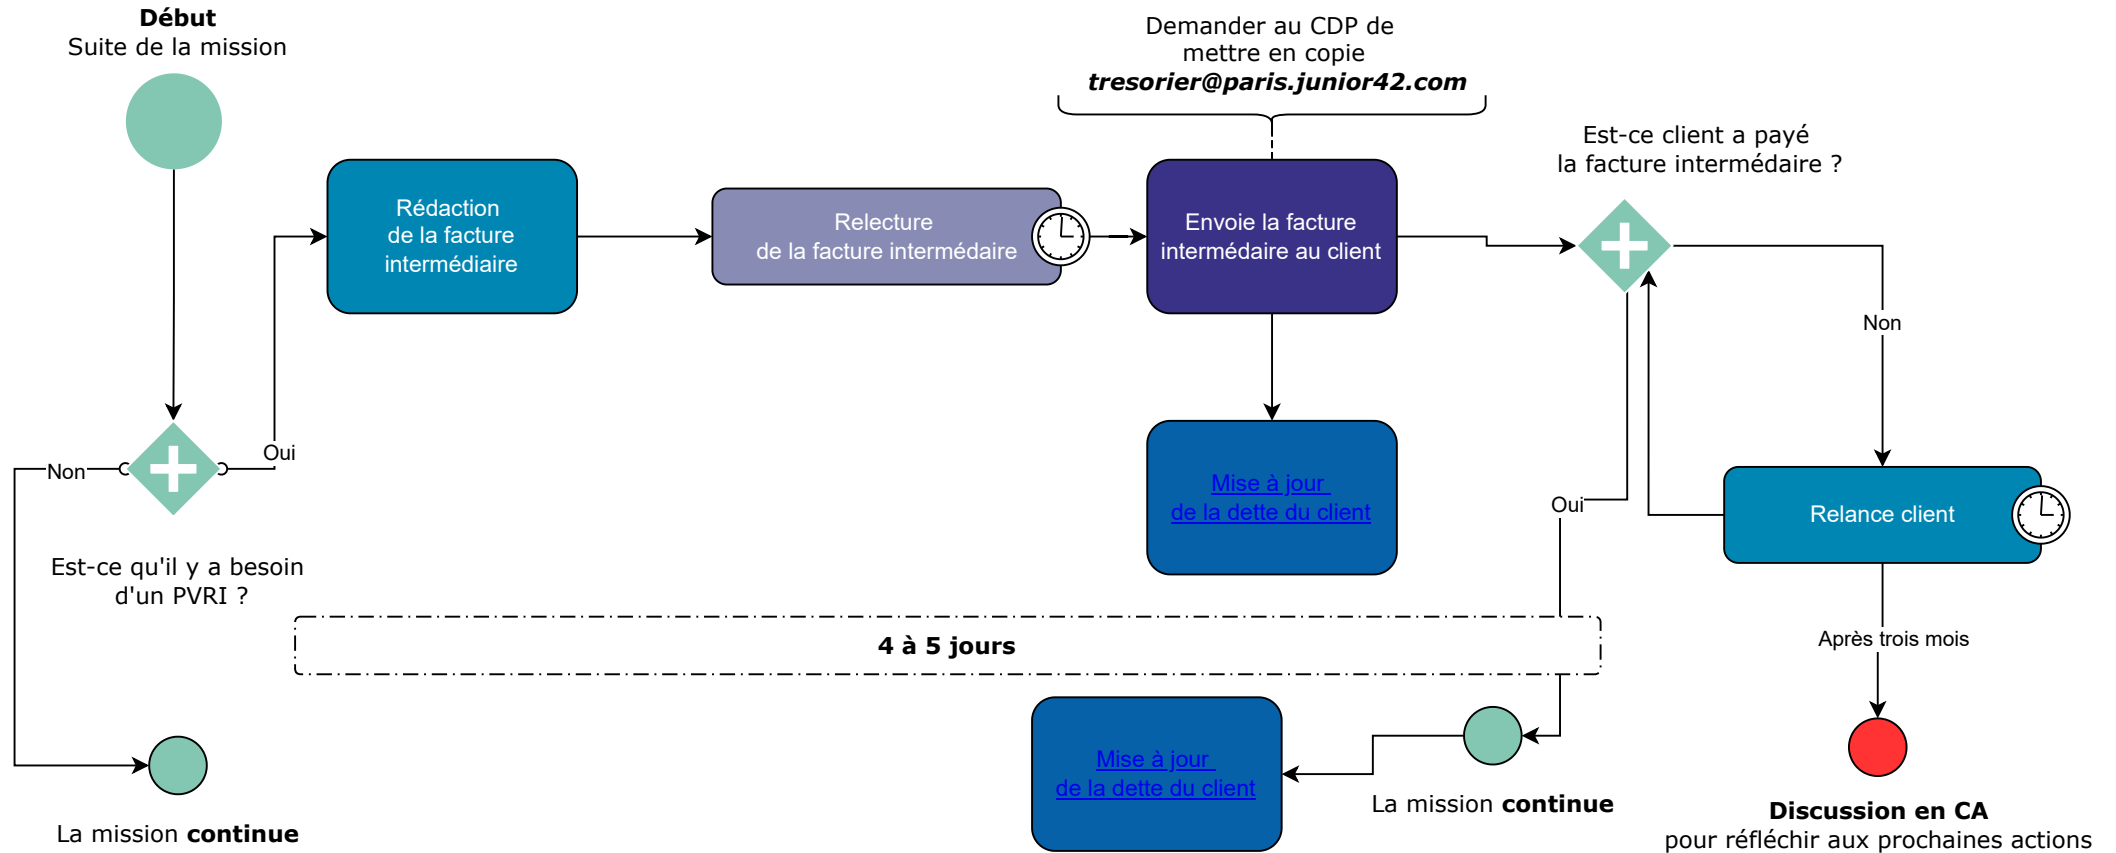 Début
Suite de la mission
Demander au CDP de
mettre en copie
tresorier@paris.junior42.com
Est-ce client a payé
la facture intermédaire ?
Rédaction
de la facture
intermédiaire
Relecture
de la facture intermédaire
Envoie la facture
intermédaire au client
Non
Oui
Non
Mise à jour
de la dette du client
Oui
Relance client
Est-ce qu'il y a besoin
d'un PVRI ?
4 à 5 jours
Après trois mois
Mise à jour
de la dette du client
La mission continue
La mission continue
Discussion en CA
pour réfléchir aux prochaines actions